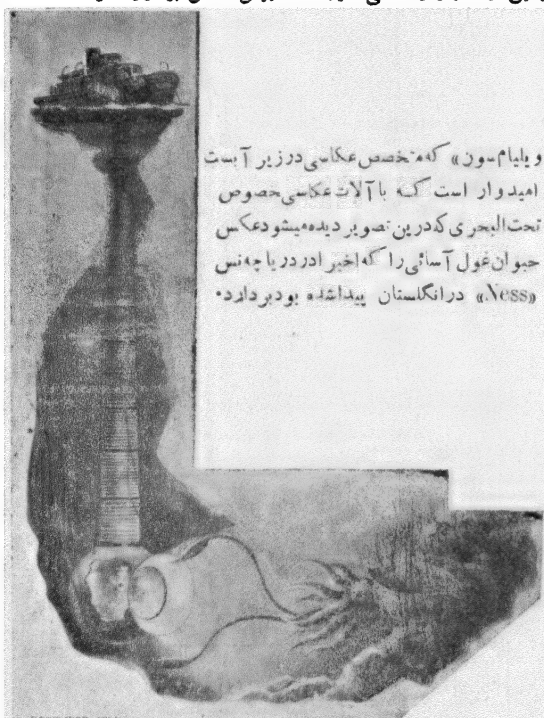 ویلیام سون» که متخصص عکاسی در زیر آبست
امیدوار است که با آلات عکاسی مخصوص
تحت البحری که درین تصویر دیده میشود عکس
حیوان غول آسائی را که اخیرا در دریاچه نس
«Ness» در انگلستان پیدا شده بود بردارد.